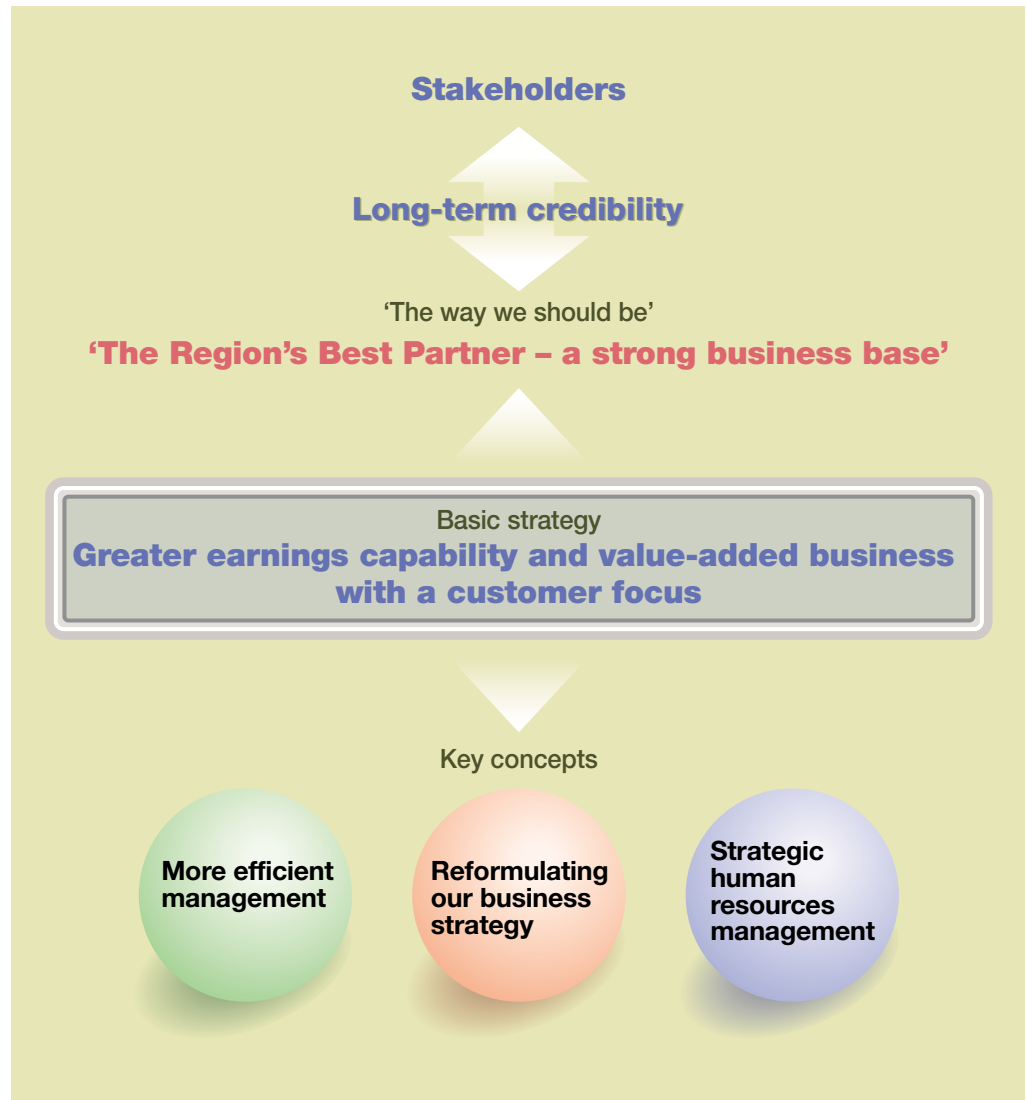 Stakeholders
Long-term credibility
‘The way we should be’
‘The Region’s Best Partner – a strong business base’
Basic strategy
Greater earnings capability and value-added business
with a customer focus
Key concepts
More efficient
management
Reformulating
our business
strategy
Strategic
human
resources
management